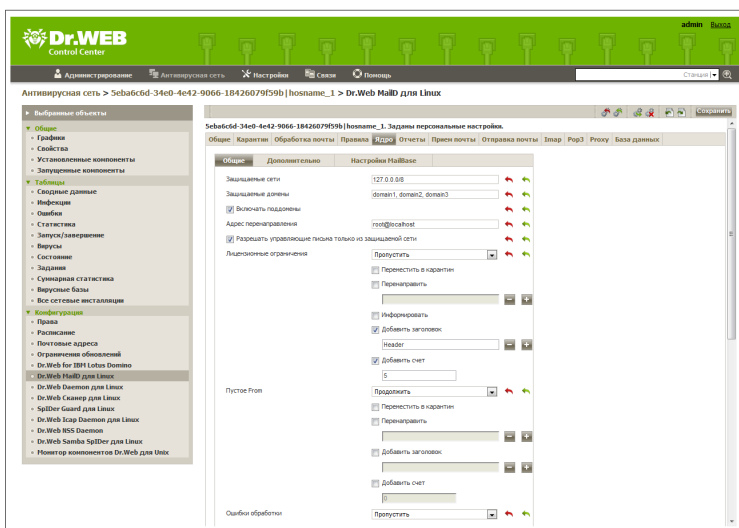 admin Выход
Dr.WEB
Control Center
Администрирование Антивирусная сеть Настройки Связи Помощь Станция
Антивирусная сеть > 5eba6c6d-34e0-4e42-9066-18426079f59b|hosname_1 > Dr.Web MailD для Linux
Выбранные объекты
Сохранить
5eba6c6d-34e0-4e42-9066-18426079f59b|hosname_1. Заданы персональные настройки.
Общие Карантин Обработка почты Правила Ядро Отчеты Прием почты Отправка почты Imap Pop3 Proxy База данных
Общие
Графики
Свойства
Установленные компоненты
Запущенные компоненты
Таблицы
Сводные данные
Инфекции
Ошибки
Статистика
Запуск/завершение
Вирусы
Состояние
Задания
Суммарная статистика
Вирусные базы
Все сетевые инсталляции
Конфигурация
Права
Расписание
Почтовые адреса
Ограничения обновлений
Dr.Web for IBM Lotus Domino
Dr.Web MailD для Linux
Dr.Web Daemon для Linux
Dr.Web Сканер для Linux
SpIDer Guard для Linux
Dr.Web Icap Daemon для Linux
Dr.Web NSS Daemon
Dr.Web Samba SpIDer для Linux
Монитор компонентов Dr.Web для Unix
Общие Дополнительно Настройки MailBase
Защищаемые сети 127.0.0.0/8
Защищаемые домены domain1, domain2, domain3
Включать поддомены
Адрес перенаправления root@localhost
Разрешать управляющие письма только из защищаемой сети
Лицензионные ограничения Пропустить
Переместить в карантин
Перенаправить
Информировать
Добавить заголовок
Header
Добавить счет
5
Пустое From Продолжить
Переместить в карантин
Перенаправить
Добавить заголовок
Добавить счет
0
Ошибки обработки Пропустить